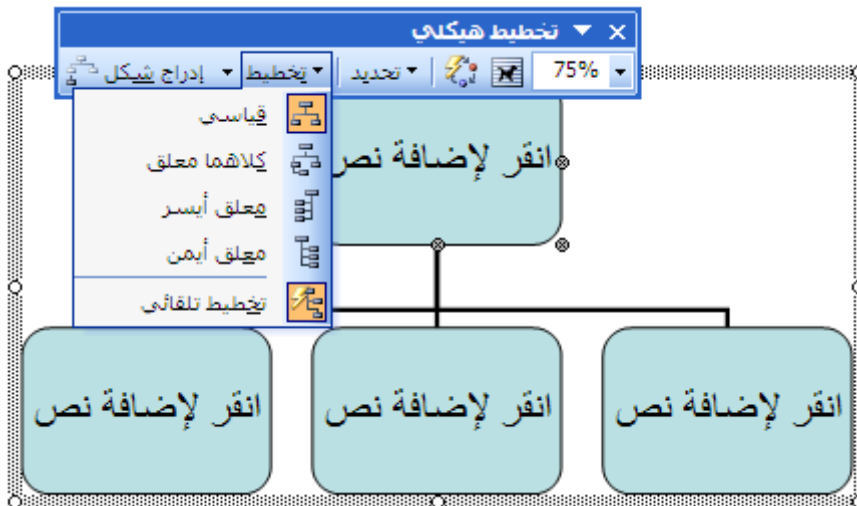 تخطيط هيكلي
إدراج شكل تخطيط تحديد 75%
قياسي
كلاهما معلق
معلق أيسر
معلق أيمن
تخطيط تلقائي
انقر لإضافة نص
انقر لإضافة نص انقر لإضافة نص انقر لإضافة نص